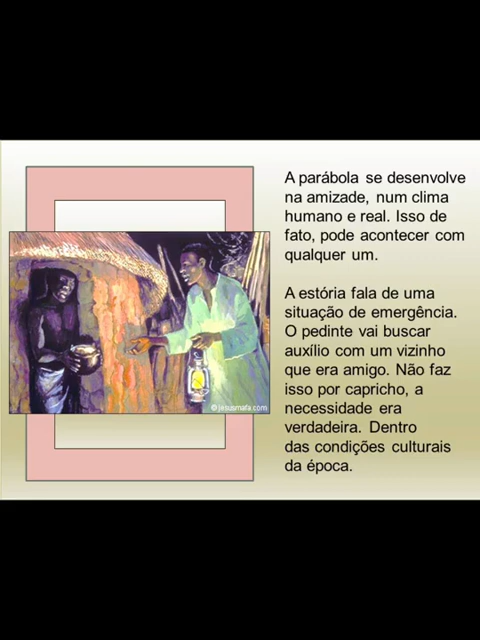 A parábola se desenvolve
na amizade, num clima
humano e real. Isso de
fato, pode acontecer com
qualquer um.
A estória fala de uma
situação de emergência.
O pedinte vai buscar
auxílio com um vizinho
que era amigo. Não faz
isso por capricho, a
necessidade era
verdadeira. Dentro
das condições culturais
da época.
© jesusmafa.com